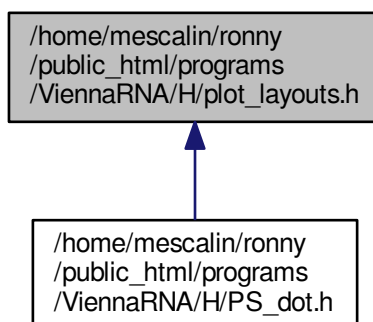 /home/mescalin/ronny
/public_html/programs
/ViennaRNA/H/plot_layouts.h
/home/mescalin/ronny
/public_html/programs
/ViennaRNA/H/PS_dot.h